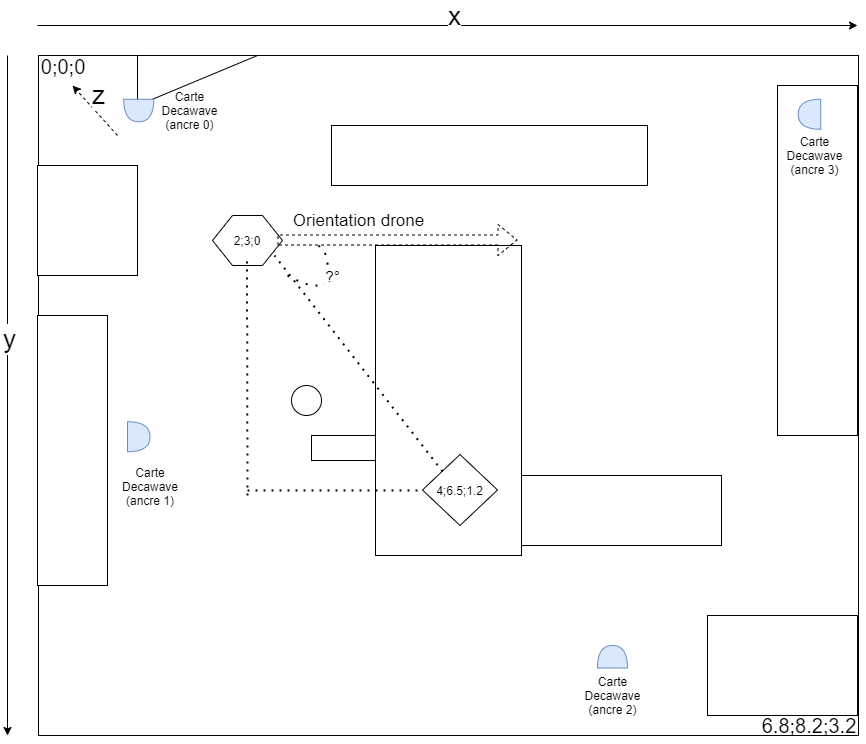 x
0;0;0
z
Carte
Decawave
(ancre 0)
Carte
Decawave
(ancre 3)
Orientation drone
2;3;0
?°
y
Carte
Decawave
(ancre 1)
4;6.5;1.2
Carte
Decawave
(ancre 2)
6.8;8.2;3.2